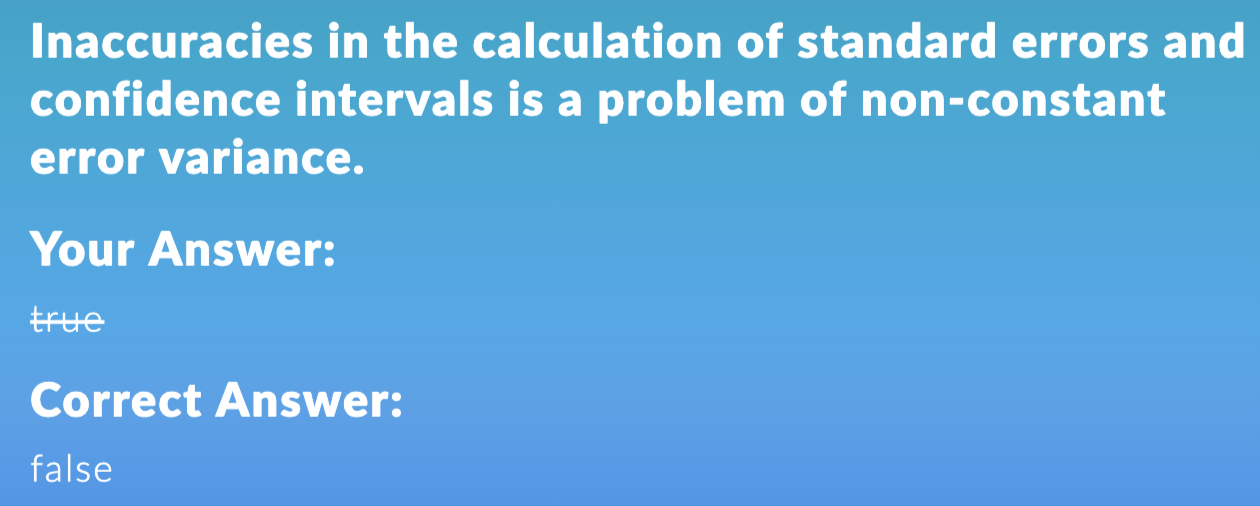 Inaccuracies in the calculation of standard errors and
confidence intervals is a problem of non-constant
error variance.
Your Answer:
true
Correct Answer:
false